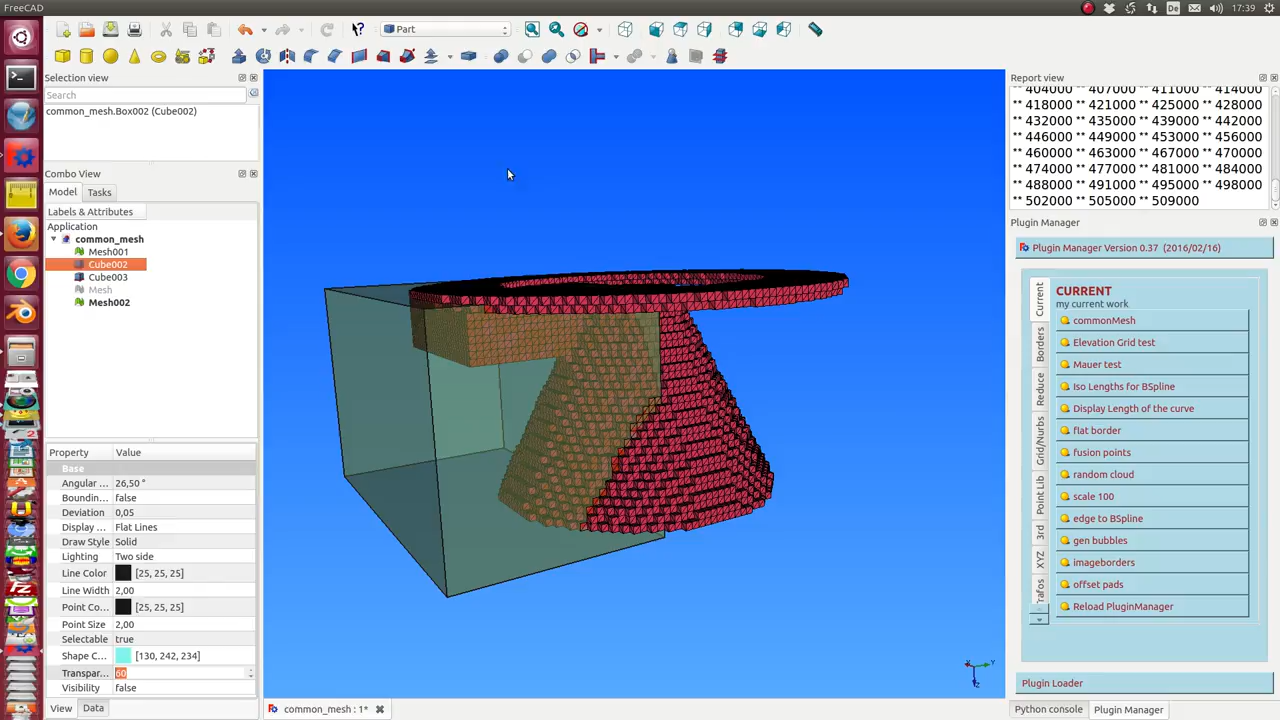 FreeCAD
De
17:39
Part
Selection view
Search
common_mesh.Box002 (Cube002)
Combo View
Model
Tasks
Labels & Attributes
Application
common_mesh
Mesh001
Cube002
Cube003
Mesh
Mesh002
Property Value
Base
Angular ... 26,50 °
Boundin... false
Deviation 0,05
Display ... Flat Lines
Draw Style Solid
Lighting Two side
Line Color [25, 25, 25]
Line Width 2,00
Point Co... [25, 25, 25]
Point Size 2,00
Selectable true
Shape C... [130, 242, 234]
Transpar... 60
Visibility false
View Data
common_mesh : 1*
X
Y
Z
Report view
** 404000 ** 407000 ** 411000 ** 414000
** 418000 ** 421000 ** 425000 ** 428000
** 432000 ** 435000 ** 439000 ** 442000
** 446000 ** 449000 ** 453000 ** 456000
** 460000 ** 463000 ** 467000 ** 470000
** 474000 ** 477000 ** 481000 ** 484000
** 488000 ** 491000 ** 495000 ** 498000
** 502000 ** 505000 ** 509000
Plugin Manager
Plugin Manager Version 0.37 (2016/02/16)
Current
Borders
Reduce
Grid/Nirbs
Point Lib
3rd
XYZ
CURRENT
my current work
commonMesh
Elevation Grid test
Mauer test
Iso Lengths for BSpline
Display Length of the curve
flat border
fusion points
random cloud
scale 100
edge to BSpline
gen bubbles
imageborders
offset pads
Reload PluginManager
Plugin Loader
Python console
Plugin Manager